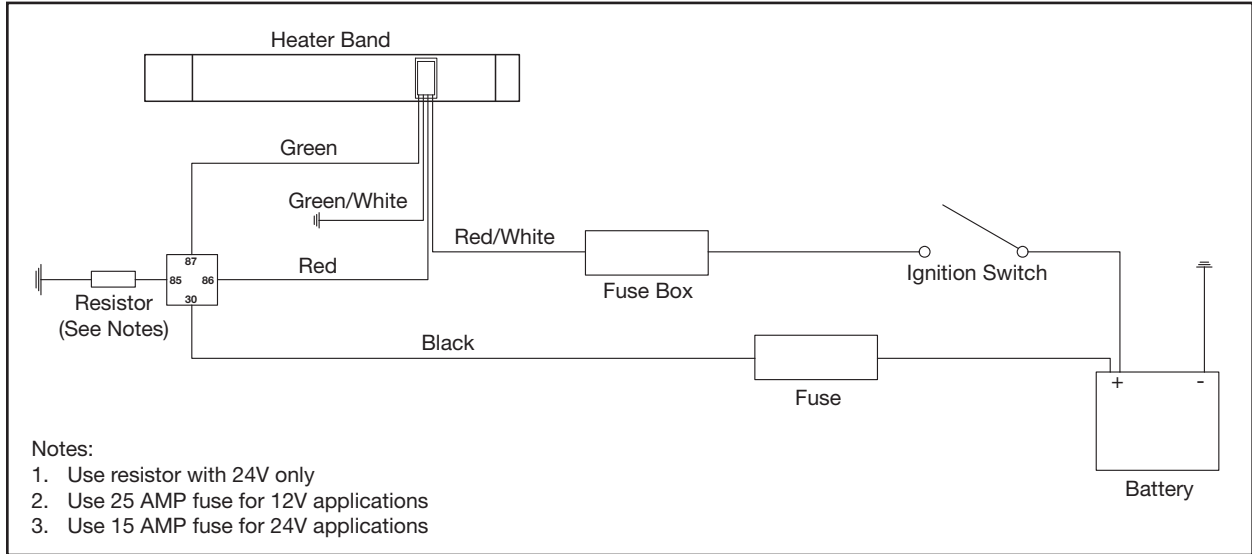 Heater Band
Green
Green/White
Red/White
Fuse Box
Ignition Switch
87
85 86
30
Red
Resistor
(See Notes)
Black
Fuse
+ -
Battery
Notes:
1. Use resistor with 24V only
2. Use 25 AMP fuse for 12V applications
3. Use 15 AMP fuse for 24V applications